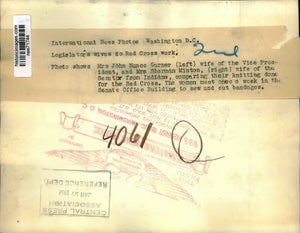 International News Photos Washington D.C.
Legislators wives do Red Cross work.
2nd
Photo shows: Mrs John Nance Garner (left) wife of the Vice Pres-
ident, and Mrs Sherman Minton, (right) wife of the
Senator from Indiana, comparing their knitting done
for the Red Cross. The women meet once a week in the
Senate Office Building to sew and cut bandages.
4061
CENTRAL PRESS
ASSOCIATION
REFERENCE DEPT.